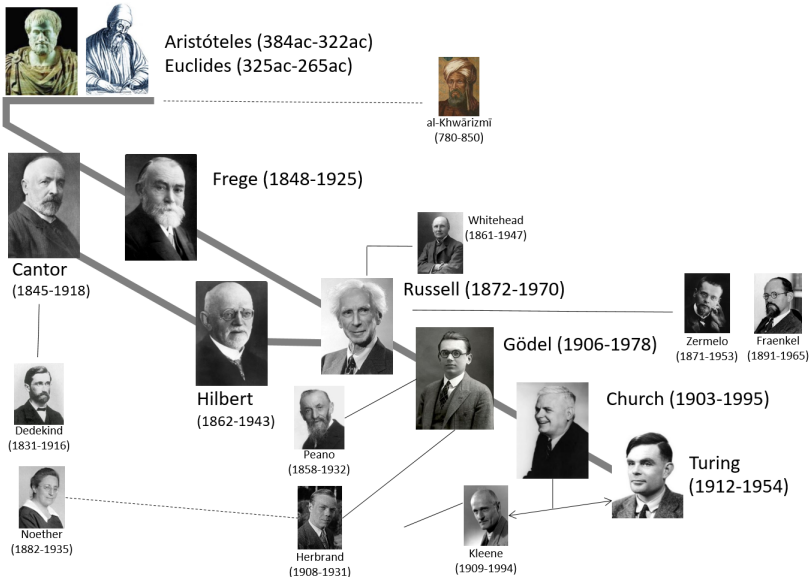 Aristóteles (384ac-322ac)
Euclides (325ac-265ac)
al-Khwārizmī
(780-850)
Frege (1848-1925)
Whitehead
(1861-1947)
Cantor
(1845-1918)
Russell (1872-1970)
Zermelo
(1871-1953)
Fraenkel
(1891-1965)
Gödel (1906-1978)
Hilbert
(1862-1943)
Church (1903-1995)
Dedekind
(1831-1916)
Peano
(1858-1932)
Turing
(1912-1954)
Noether
(1882-1935)
Herbrand
(1908-1931)
Kleene
(1909-1994)